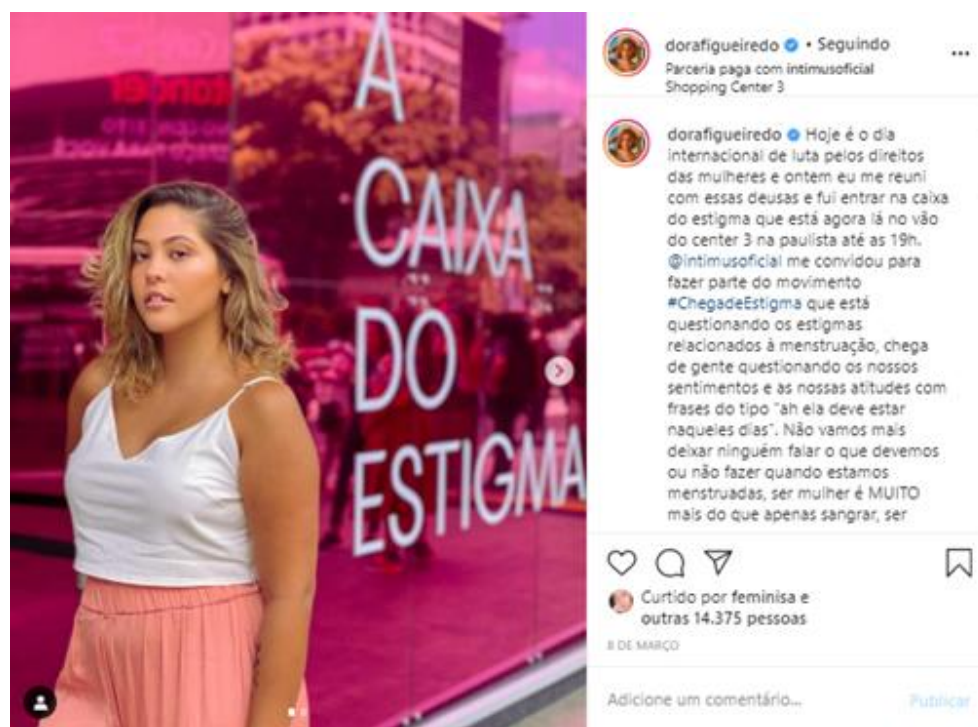 A
CAIXA
DO
ESTIGMA
dorafigueiredo • Seguindo
Parceria paga com intimusoficial
Shopping Center 3
dorafigueiredo Hoje é o dia
internacional de luta pelos direitos
das mulheres e ontem eu me reuni
com essas deusas e fui entrar na caixa
do estigma que está agora lá no vão
do center 3 na paulista até as 19h.
@intimusoficial me convidou para
fazer parte do movimento
#ChegadeEstigma que está
questionando os estigmas
relacionados à menstruação, chega
de gente questionando os nossos
sentimentos e as nossas atitudes com
frases do tipo "ah ela deve estar
naqueles dias". Não vamos mais
deixar ninguém falar o que devemos
ou não fazer quando estamos
menstruadas, ser mulher é MUITO
mais do que apenas sangrar, ser
Curtido por feminisa e
outras 14.375 pessoas
8 DE MARÇO
Adicione um comentário...
Publicar